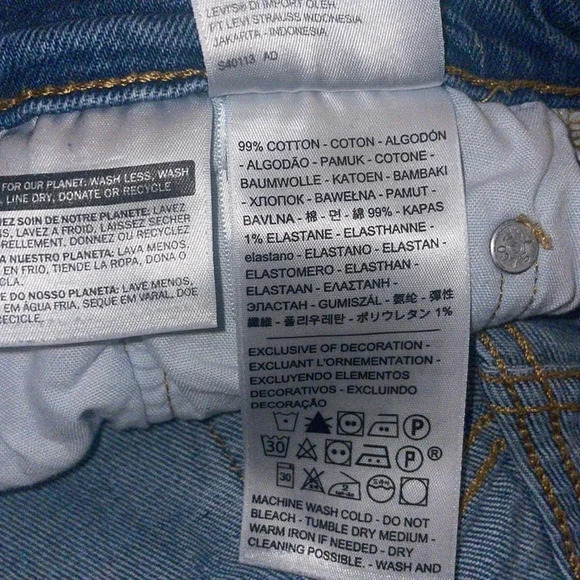 LEVI'S® DI IMPORT OLEH:
PT LEVI STRAUSS INDONESIA
JAKARTA - INDONESIA
S40113 AD
FOR OUR PLANET: WASH LESS, WASH
LINE DRY, DONATE OR RECYCLE
EZ SOIN DE NOTRE PLANETE: LAVEZ
NS, LAVEZ A FROID, LAISSEZ SECHER
RELLEMENT, DONNEZ OU RECYCLEZ
A NUESTRO PLANETA: LAVA MENOS,
EN FRIO, TIENDE LA ROPA, DONA O
CLA.
E DO NOSSO PLANETA: LAVE MENOS,
EM ÁGUA FRIA, SEQUE EM VARAL, DOE
RECICLE.
99% COTTON - COTON - ALGODÓN
- ALGODÃO - PAMUK - COTONE -
BAUMWOLLE - KATOEN - BAMBAKI
- ХЛОПОК - BAWEŁNA - PAMUT -
BAVLNA - 棉 - 면 - 綿 99% - KAPAS
1% ELASTANE - ELASTHANNE -
elastano - ELASTANO - ELASTAN -
ELASTOMERO - ELASTHAN -
ELASTAAN - ΕΛΑΣΤΑΝΗ -
ЭЛАСТАН - GUMISZÁL - 氨纶 - 彈性
纖維 - 폴리우레탄 - ポリウレタン 1%
EXCLUSIVE OF DECORATION -
EXCLUANT L'ORNEMENTATION -
EXCLUYENDO ELEMENTOS
DECORATIVOS - EXCLUINDO
DECORAÇÃO
P
30 P®
30
MACHINE WASH COLD - DO NOT
BLEACH - TUMBLE DRY MEDIUM -
WARM IRON IF NEEDED - DRY
CLEANING POSSIBLE. - WASH AND